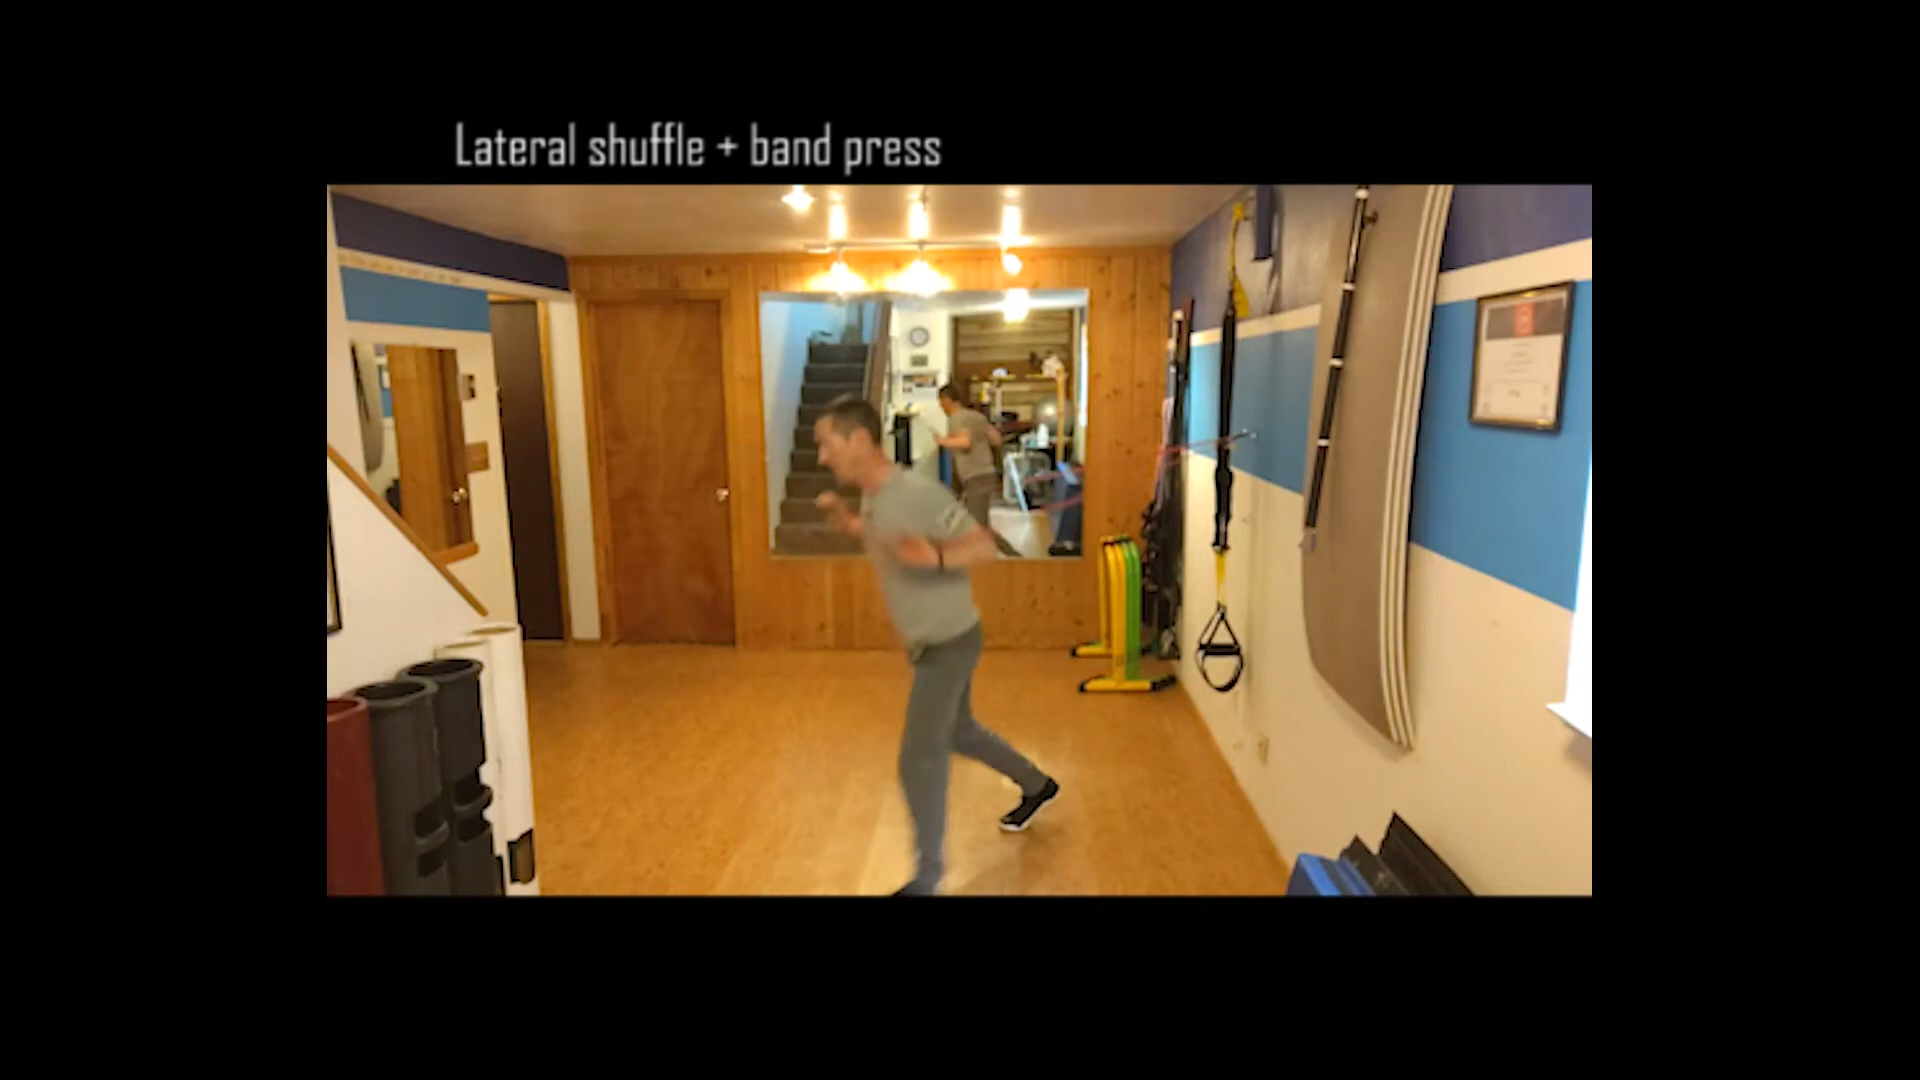 Lateral shuffle + band press